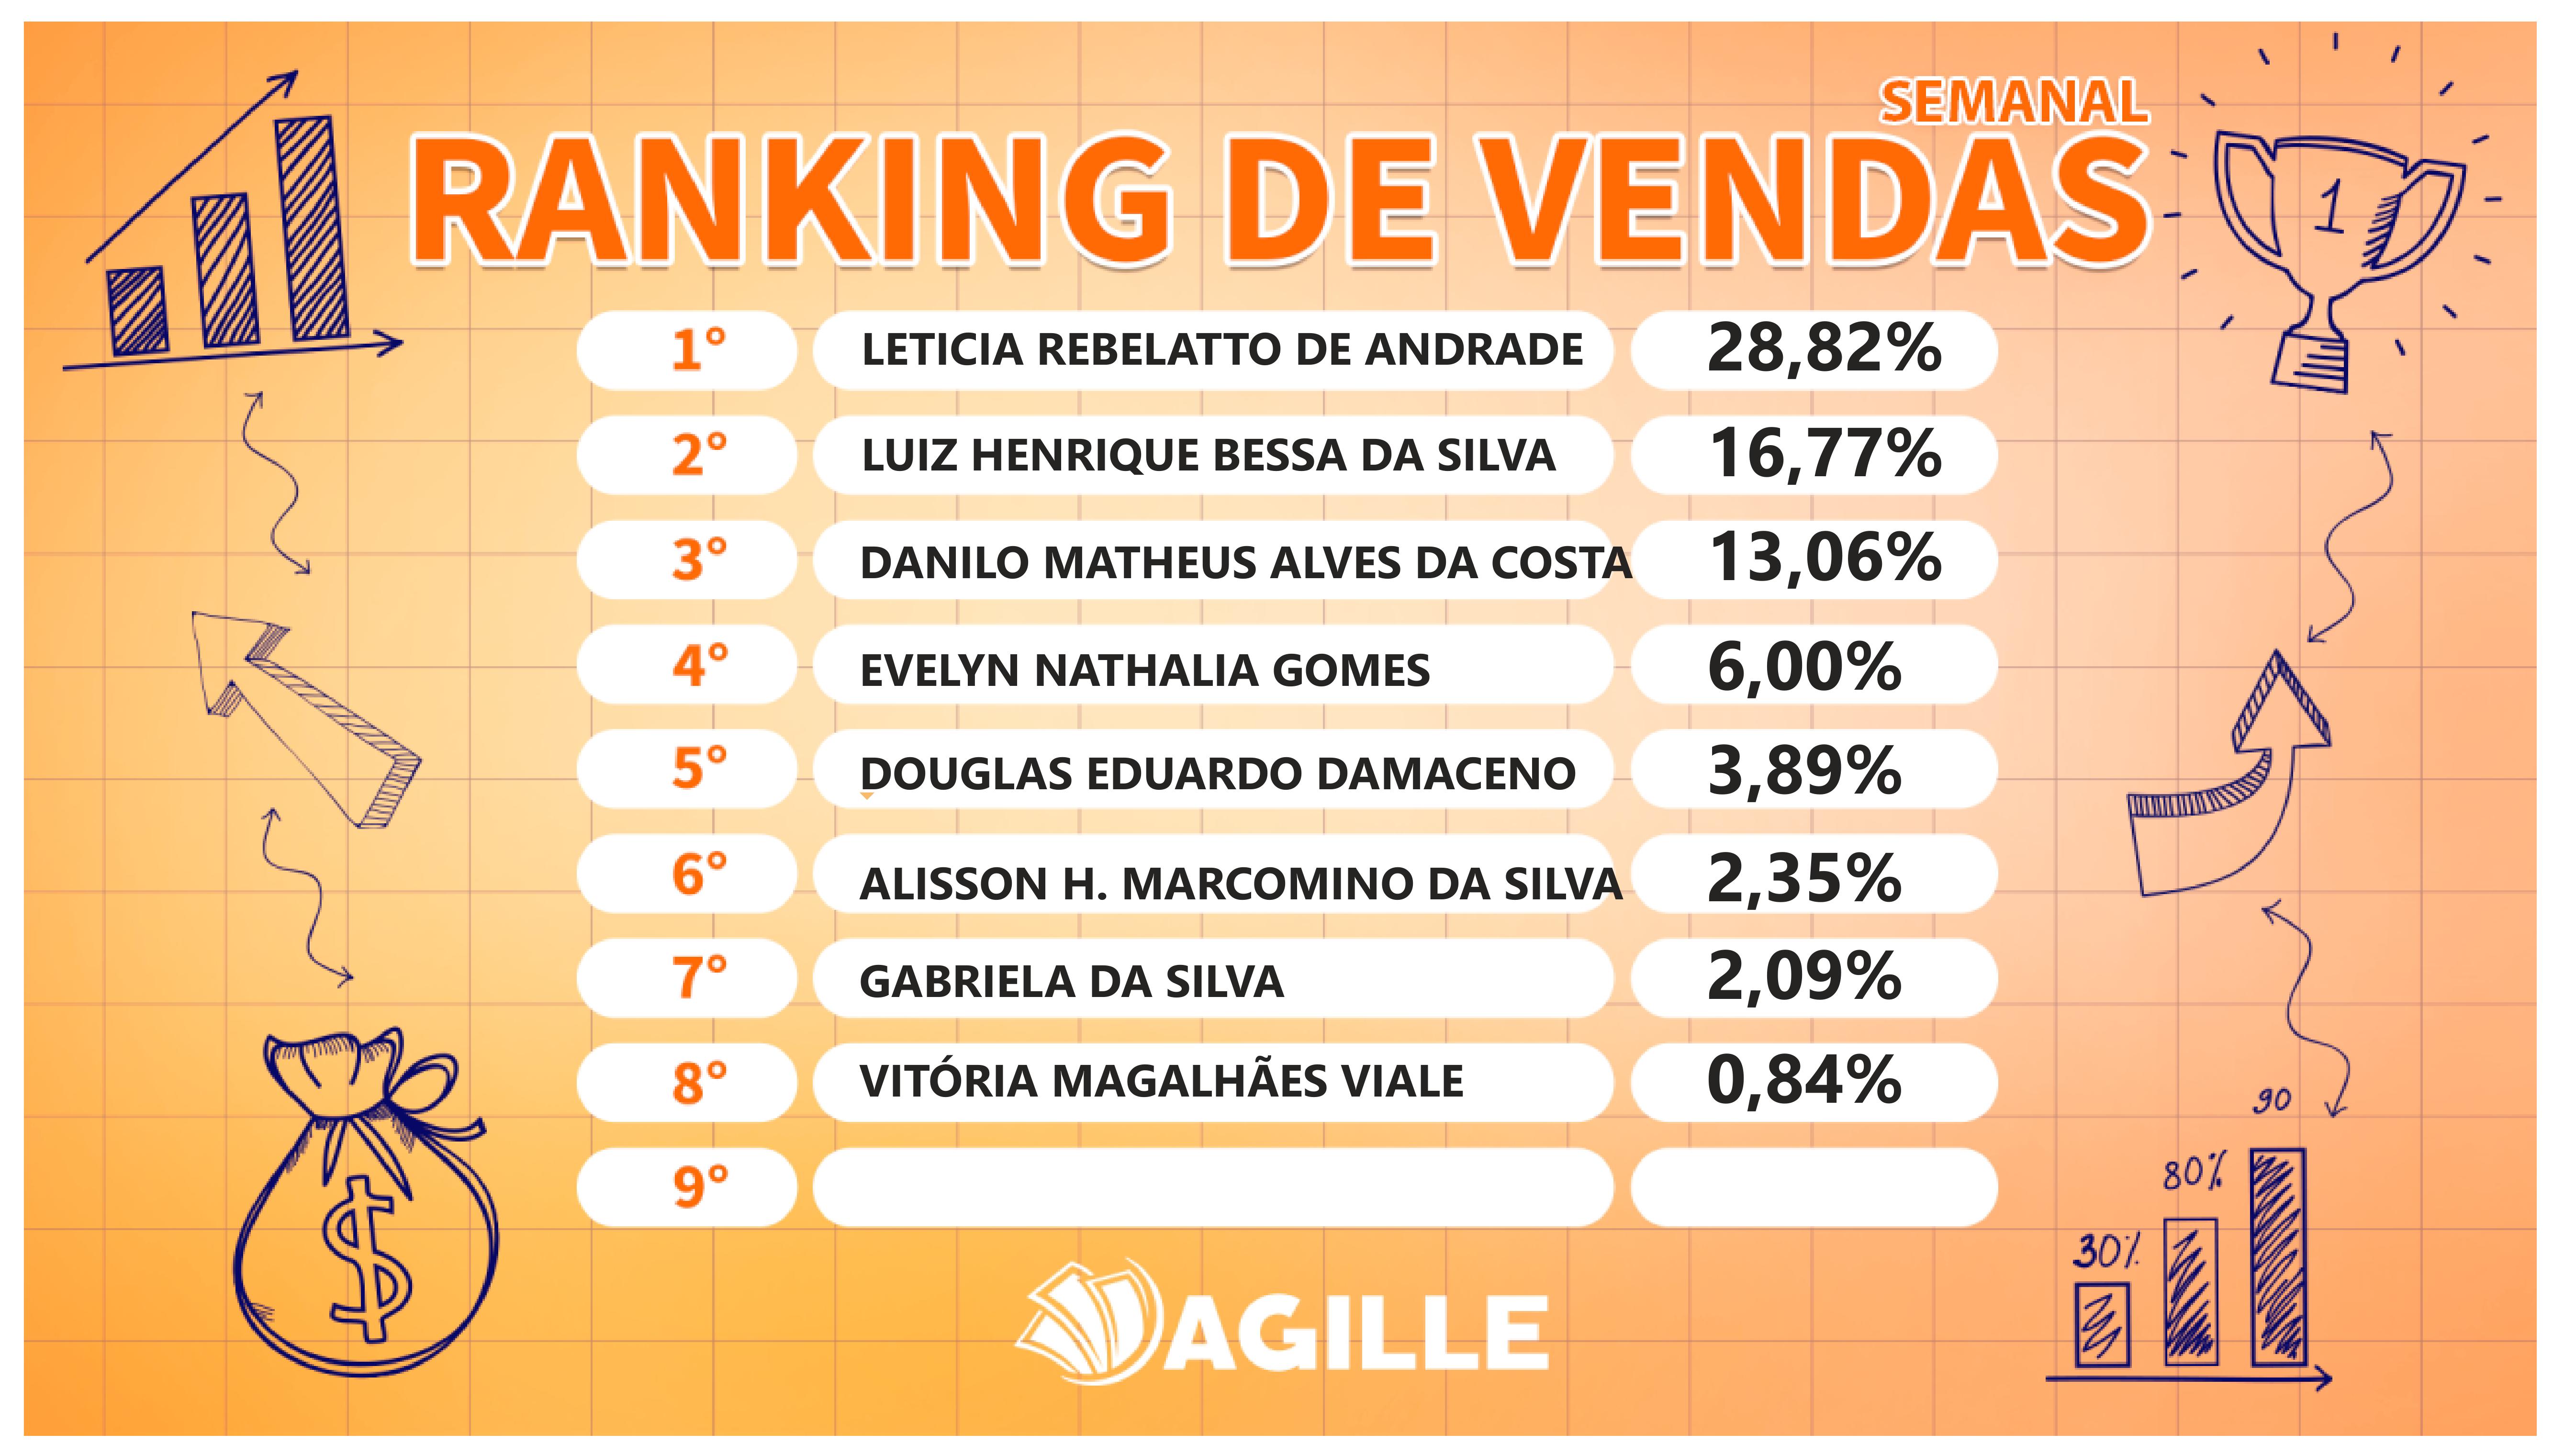 SEMANAL
RANKING DE VENDAS
1° LETICIA REBELATTO DE ANDRADE 28,82%
2° LUIZ HENRIQUE BESSA DA SILVA 16,77%
3° DANILO MATHEUS ALVES DA COSTA 13,06%
4° EVELYN NATHALIA GOMES 6,00%
5° DOUGLAS EDUARDO DAMACENO 3,89%
6° ALISSON H. MARCOMINO DA SILVA 2,35%
7° GABRIELA DA SILVA 2,09%
8° VITÓRIA MAGALHÃES VIALE 0,84%
9°
AGILLE
1
$
30%
80%
90